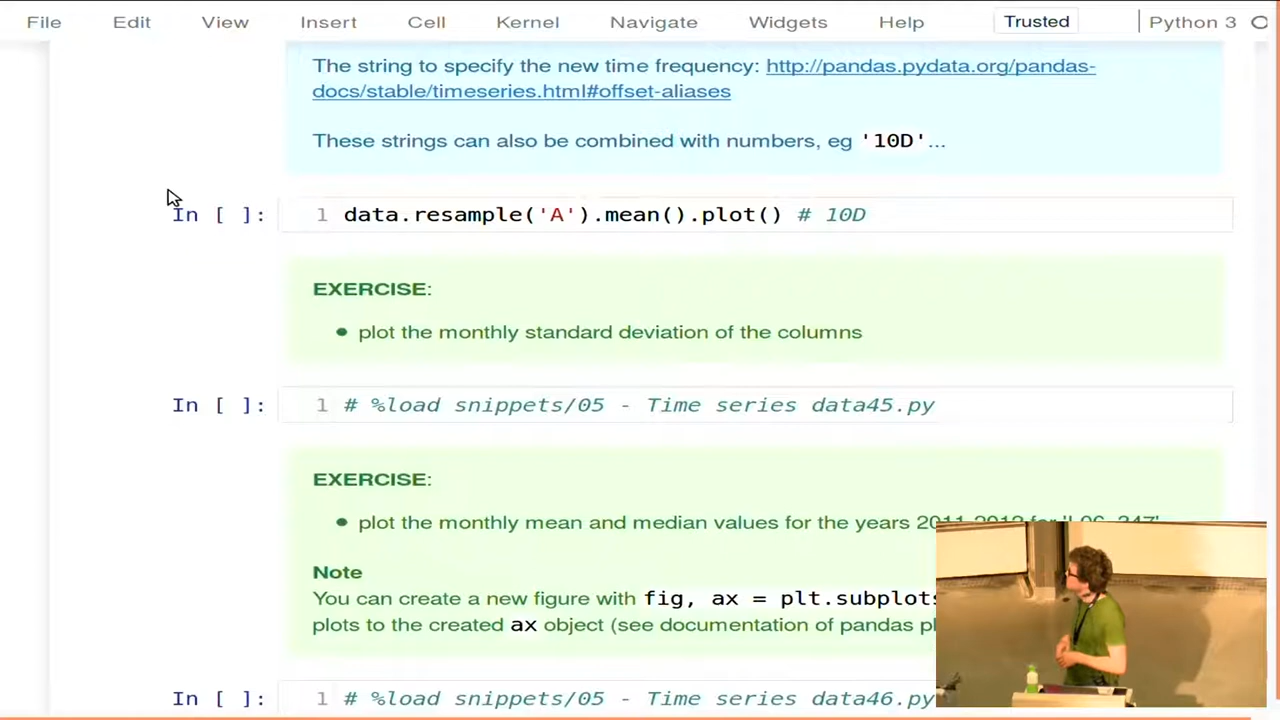 File Edit View Insert Cell Kernel Navigate Widgets Help Trusted Python 3
The string to specify the new time frequency: http://pandas.pydata.org/pandas-
docs/stable/timeseries.html#offset-aliases
These strings can also be combined with numbers, eg '10D'...
In [ ]: 1 data.resample('A').mean().plot() # 10D
EXERCISE:
• plot the monthly standard deviation of the columns
In [ ]: 1 # %load snippets/05 - Time series data45.py
EXERCISE:
• plot the monthly mean and median values for the years 2011-2012 for 'L06_347'
Note
You can create a new figure with fig, ax = plt.subplots
plots to the created ax object (see documentation of pandas
In [ ]: 1 # %load snippets/05 - Time series data46.py